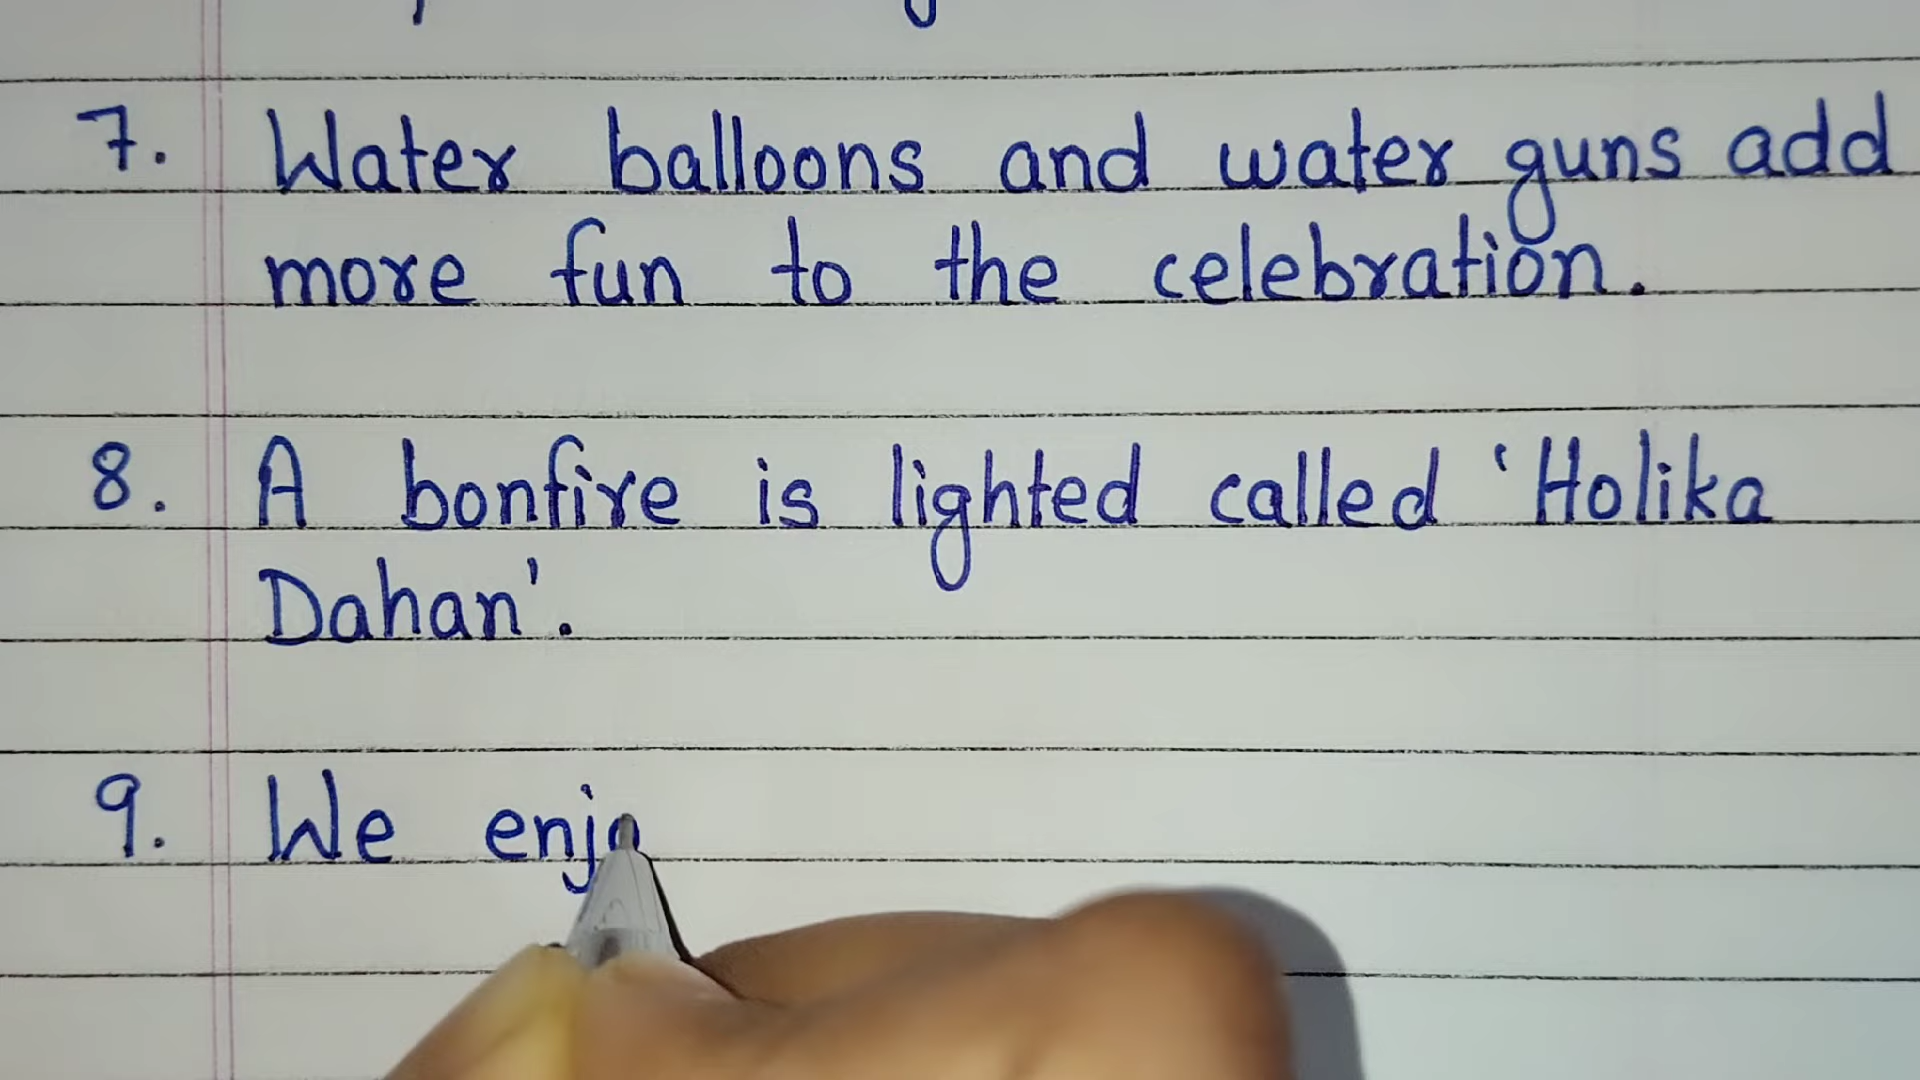 7. Water balloons and water guns add
more fun to the celebration.
8. A bonfire is lighted called 'Holika
Dahan'.
9. We enjo